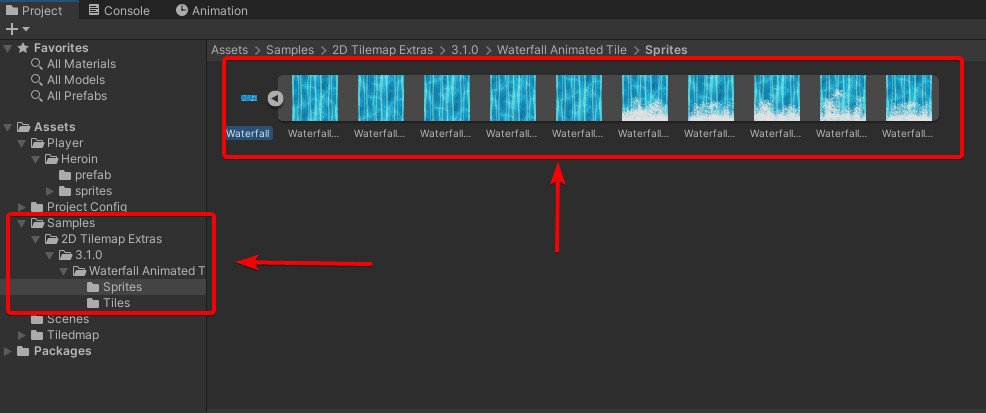 Project Console Animation
+
Favorites
All Materials
All Models
All Prefabs
Assets
Player
Heroin
prefab
sprites
Project Config
Samples
2D Tilemap Extras
3.1.0
Waterfall Animated T
Sprites
Tiles
Scenes
Tiledmap
Packages
Assets > Samples > 2D Tilemap Extras > 3.1.0 > Waterfall Animated Tile > Sprites
Waterfall Waterfall... Waterfall... Waterfall... Waterfall... Waterfall... Waterfall... Waterfall... Waterfall... Waterfall... Waterfall...